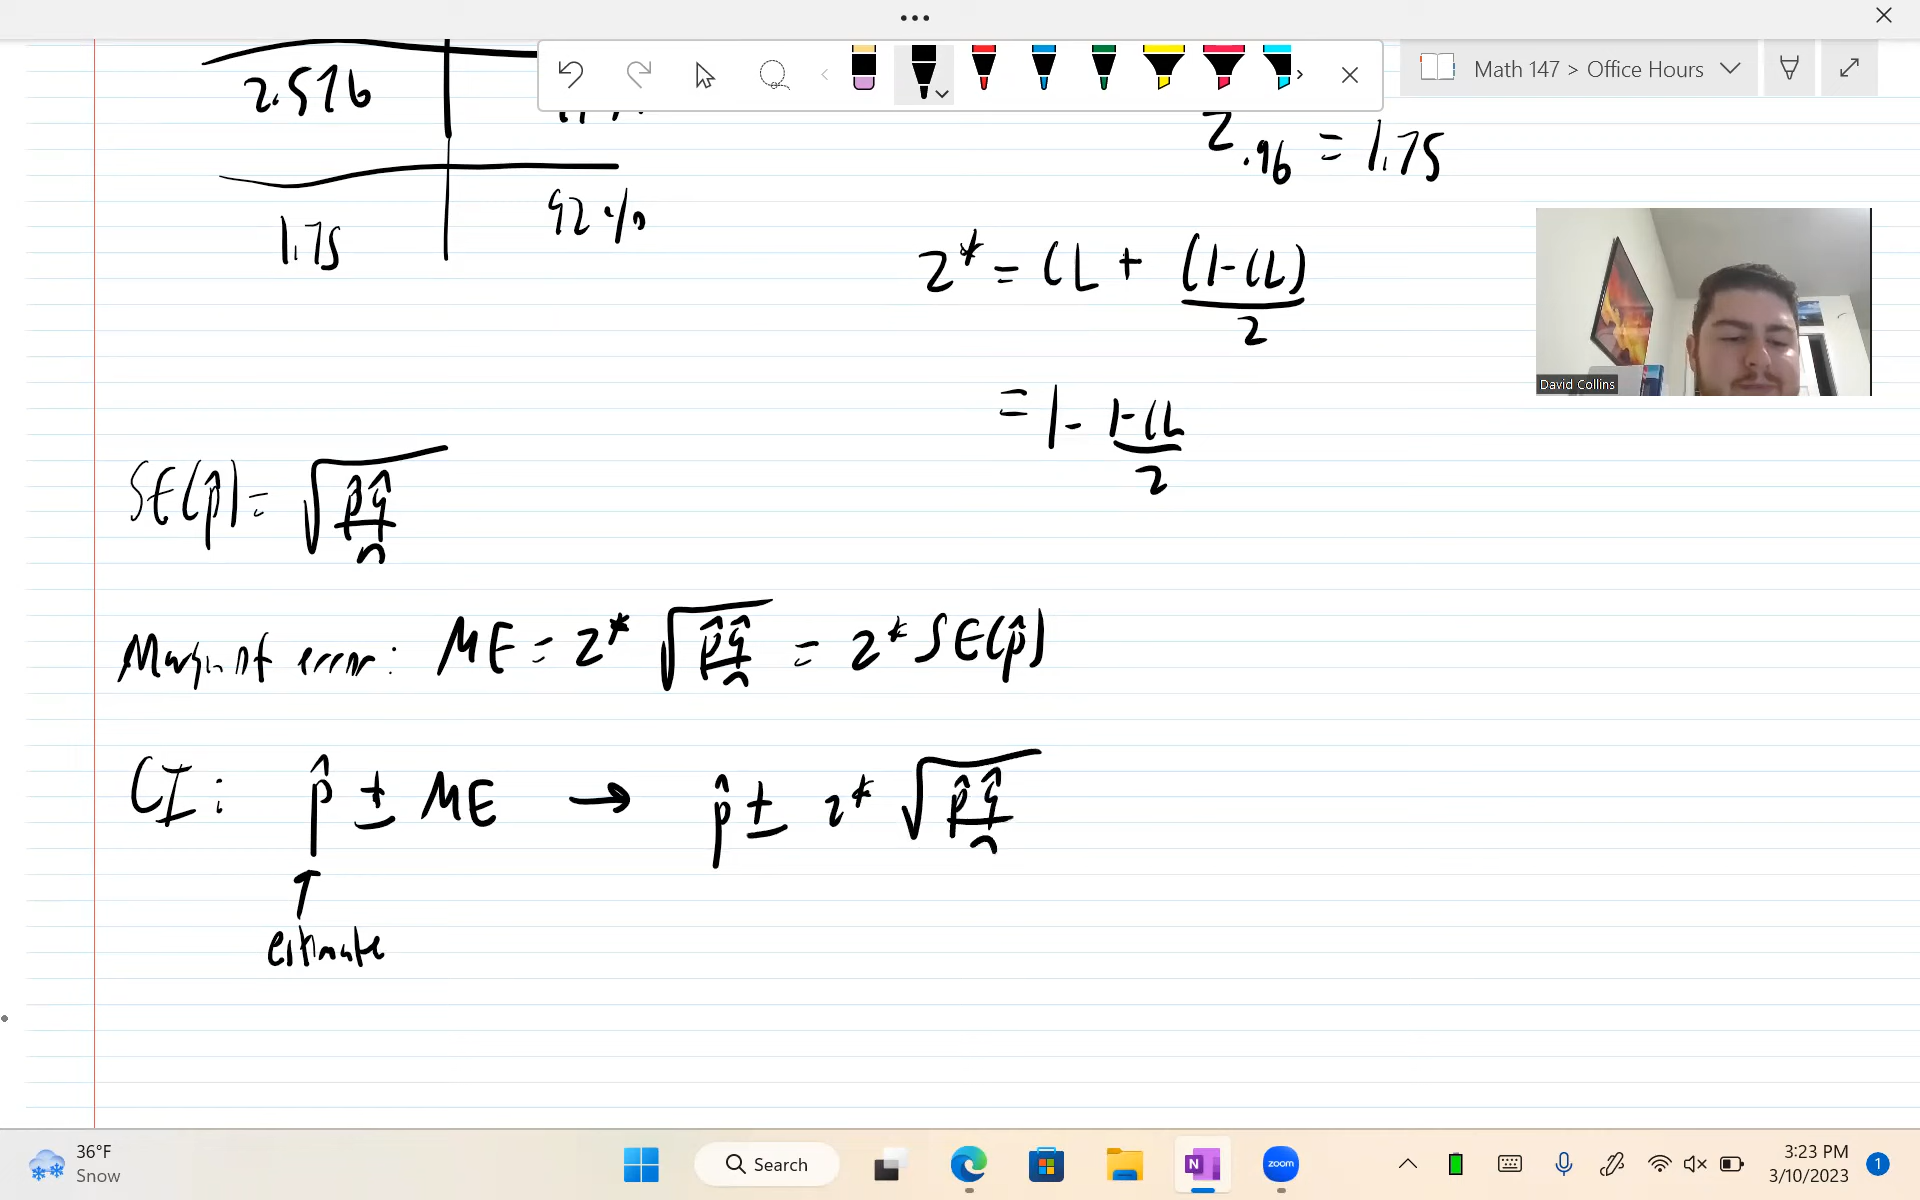 Math 147 > Office Hours
2.576
1.75
92%
z.96 = 1.75
z* = CL + (1-CL)/2
= 1 - (1-CL)/2
David Collins
SE(p̂) = √(p̂q̂/n)
Margin of error: ME = z* √(p̂q̂/n) = z* SE(p̂)
CI: p̂ ± ME → p̂ ± z* √(p̂q̂/n)
↑
estimate
36°F
Snow
Search
N
zoom
3:23 PM
3/10/2023
1